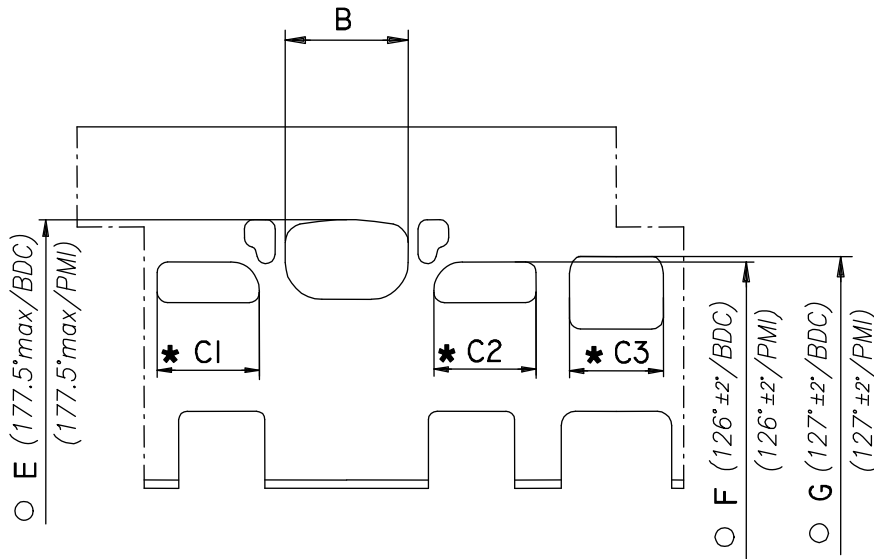 B
* C1
* C2
* C3
○ E (177.5°max/BDC)
(177.5°max/PMI)
○ F (126°±2°/BDC)
(126°±2°/PMI)
○ G (127°±2°/BDC)
(127°±2°/PMI)